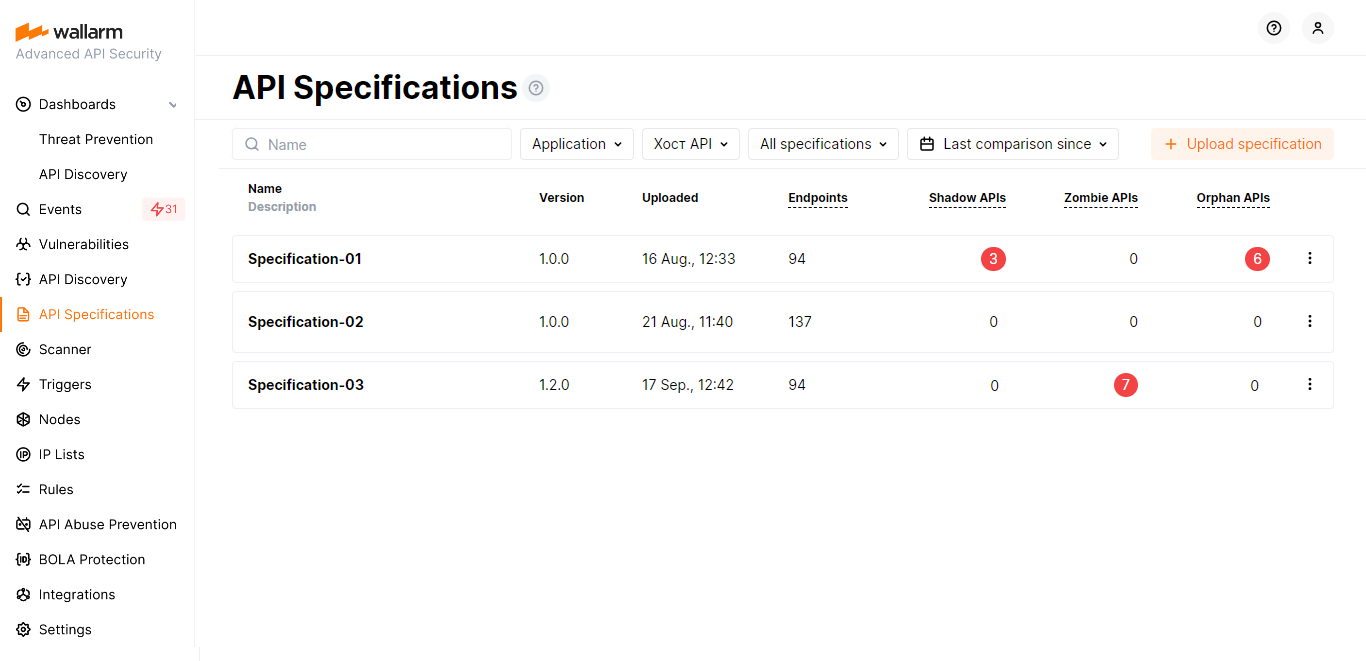 wallarm
Advanced API Security
Dashboards
Threat Prevention
API Discovery
Events 31
Vulnerabilities
API Discovery
API Specifications
Scanner
Triggers
Nodes
IP Lists
Rules
API Abuse Prevention
BOLA Protection
Integrations
Settings
API Specifications ?
Name Application Хост API All specifications Last comparison since + Upload specification
Name Version Uploaded Endpoints Shadow APIs Zombie APIs Orphan APIs
Description
Specification-01 1.0.0 16 Aug., 12:33 94 3 0 6
Specification-02 1.0.0 21 Aug., 11:40 137 0 0 0
Specification-03 1.2.0 17 Sep., 12:42 94 0 7 0